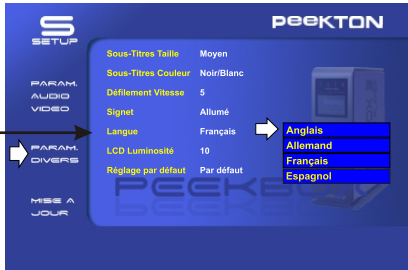 PEEKTON
SETUP
Sous-Titres Taille Moyen
Sous-Titres Couleur Noir/Blanc
Défilement Vitesse 5
Signet Allumé
Langue Français
LCD Luminosité 10
Réglage par défaut Par défaut
PARAM.
AUDIO
VIDEO
PARAM.
DIVERS
MISE A
JOUR
Anglais
Allemand
Français
Espagnol
PEEKBOX